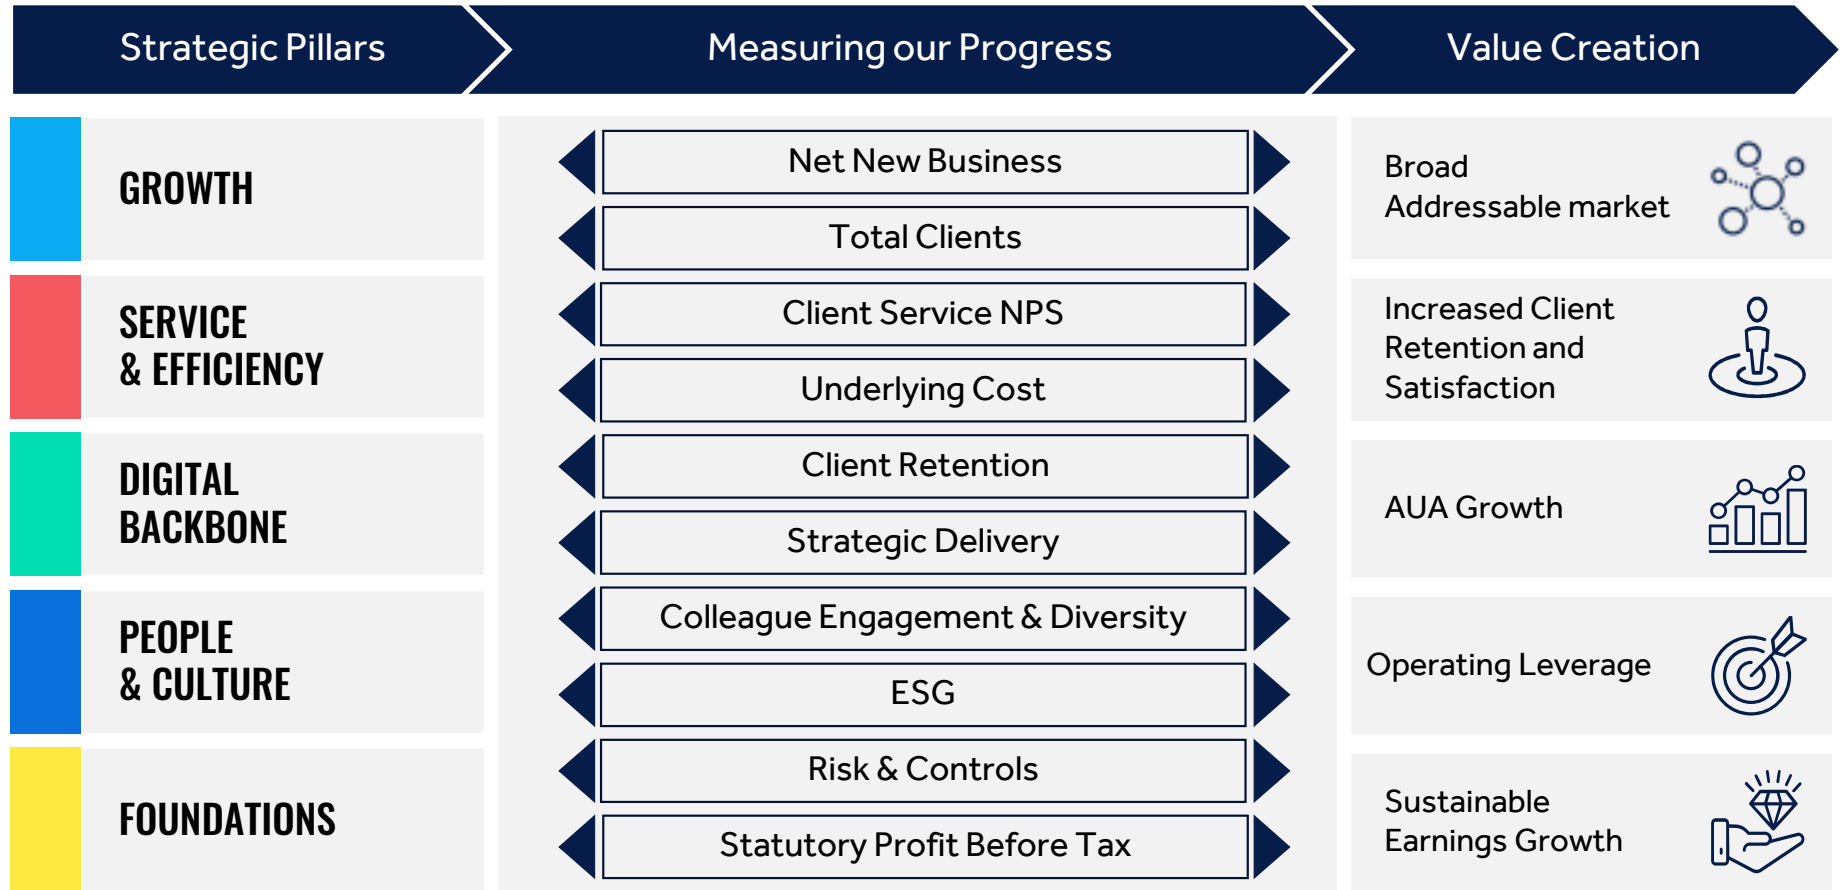 Strategic Pillars
Measuring our Progress
Value Creation
GROWTH
SERVICE
& EFFICIENCY
DIGITAL
BACKBONE
PEOPLE
& CULTURE
FOUNDATIONS
Net New Business
Total Clients
Client Service NPS
Underlying Cost
Client Retention
Strategic Delivery
Colleague Engagement & Diversity
ESG
Risk & Controls
Statutory Profit Before Tax
Broad
Addressable market
Increased Client
Retention and
Satisfaction
AUA Growth
Operating Leverage
Sustainable
Earnings Growth